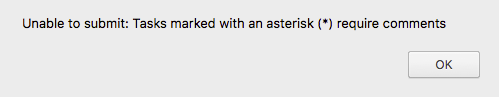 Unable to submit: Tasks marked with an asterisk (*) require comments
OK